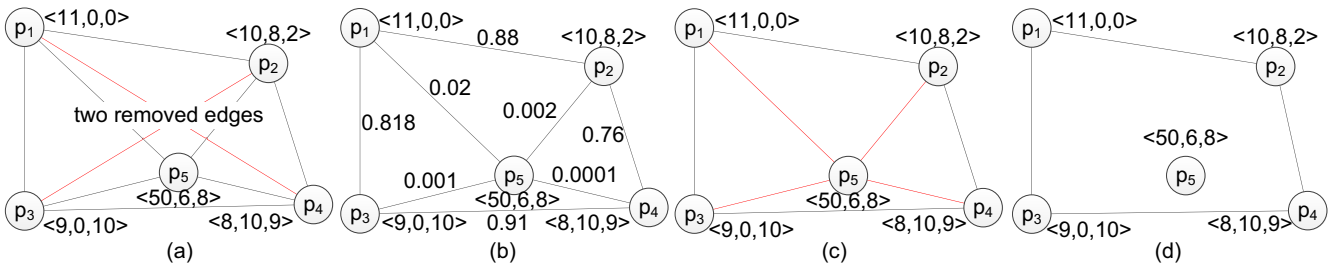 p1 <11,0,0>
<10,8,2>
p2
two removed edges
p5
<50,6,8>
p3
p4
<9,0,10>
(a)
p1 <11,0,0>
<10,8,2>
0.88
p2
0.02
0.002
0.818
0.76
0.001
p5
0.0001
<50,6,8>
p3
p4
<9,0,10>
0.91
<8,10,9>
(b)
p1 <11,0,0>
<10,8,2>
p2
p5
<50,6,8>
p3
p4
<9,0,10>
<8,10,9>
(c)
p1 <11,0,0>
<10,8,2>
p2
<50,6,8>
p5
p3
p4
<9,0,10>
<8,10,9>
(d)